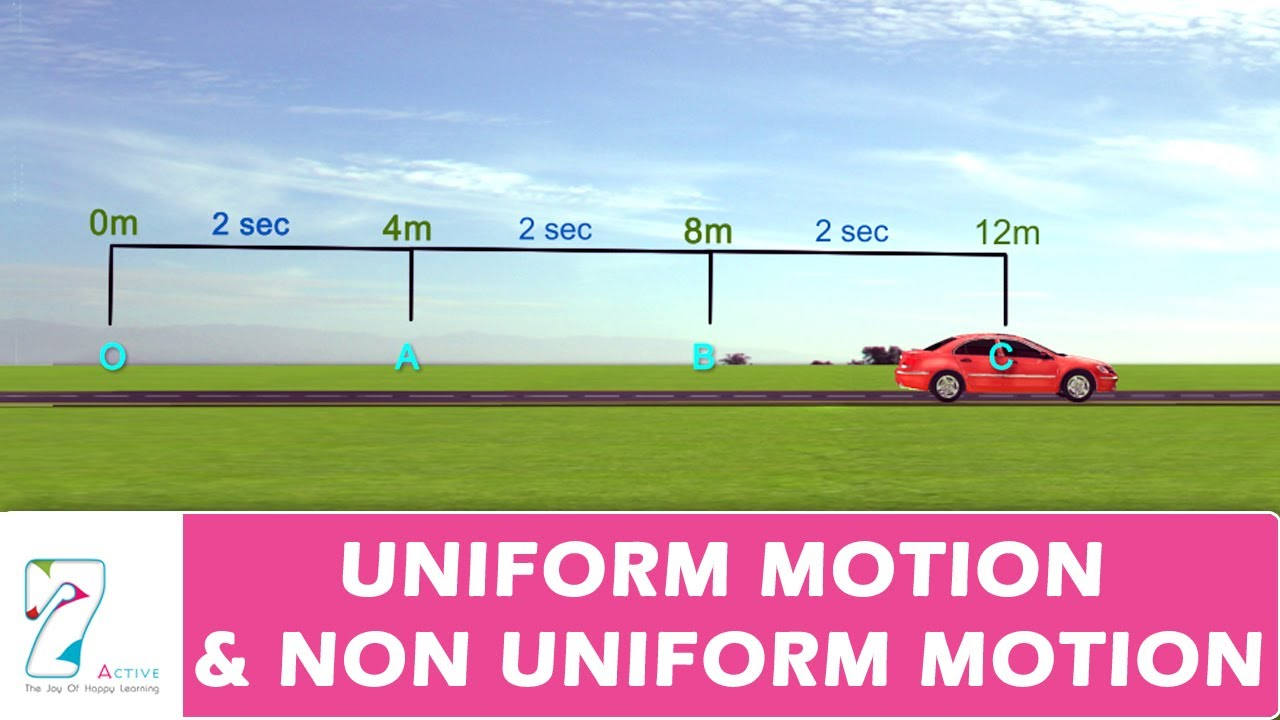 0m 2 sec 4m 2 sec 8m 2 sec 12m
O A B C
UNIFORM MOTION
& NON UNIFORM MOTION
7
ACTIVE
The Joy Of Happy Learning